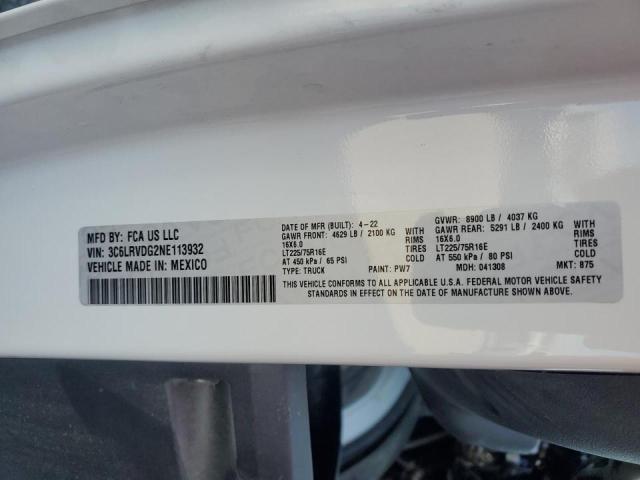 MFD BY: FCA US LLC
VIN: 3C6LRVDG2NE113932
VEHICLE MADE IN: MEXICO
DATE OF MFR (BUILT): 4-22
GAWR FRONT: 4629 LB / 2100 KG WITH
16X6.0 RIMS
LT225/75R16E TIRES
AT 450 kPa / 65 PSI COLD
TYPE: TRUCK PAINT: PW7
GVWR: 8900 LB / 4037 KG
GAWR REAR: 5291 LB / 2400 KG WITH
16X6.0 RIMS
LT225/75R16E TIRES
AT 550 kPa / 80 PSI COLD
MDH: 041308 MKT: 875
THIS VEHICLE CONFORMS TO ALL APPLICABLE U.S.A. FEDERAL MOTOR VEHICLE SAFETY
STANDARDS IN EFFECT ON THE DATE OF MANUFACTURE SHOWN ABOVE.